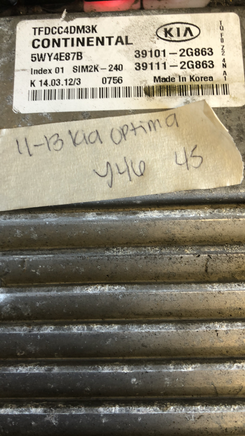 TFDCC4DM3K
CONTINENTAL
5WY4E87B
Index 01 SIM2K-240
K 14.03.12/3 0756
KIA
39101-2G863
39111-2G863
Made In Korea
11-13 Kia optima
Y46 45